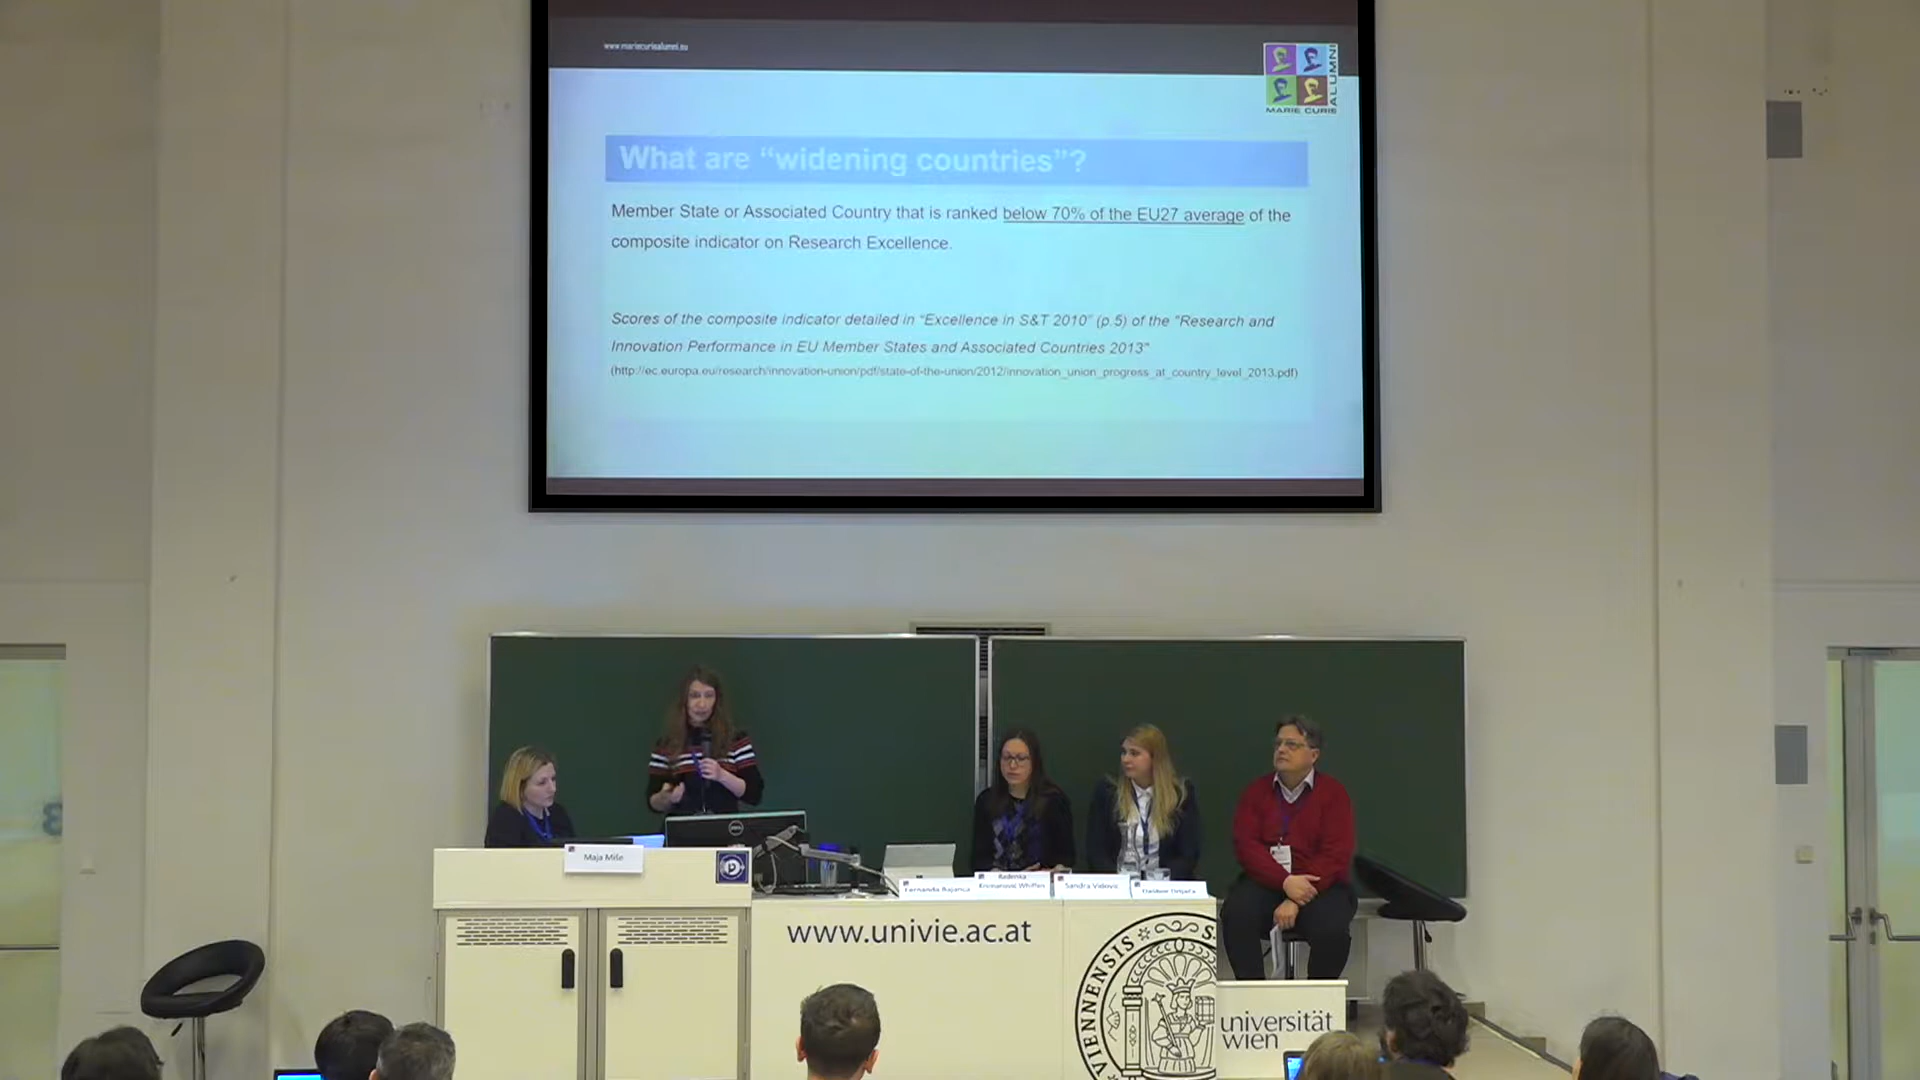 www.mariecuriealumni.eu
MARIE CURIE
ALUMNI
What are “widening countries”?
Member State or Associated Country that is ranked below 70% of the EU27 average of the
composite indicator on Research Excellence.
Scores of the composite indicator detailed in “Excellence in S&T 2010” (p.5) of the “Research and
Innovation Performance in EU Member States and Associated Countries 2013”
(http://ec.europa.eu/research/innovation-union/pdf/state-of-the-union/2012/innovation_union_progress_at_country_level_2013.pdf)
DELL
Maja Miše
Sandra Vidovic
www.univie.ac.at
VIENNENSIS
universität
wien
8